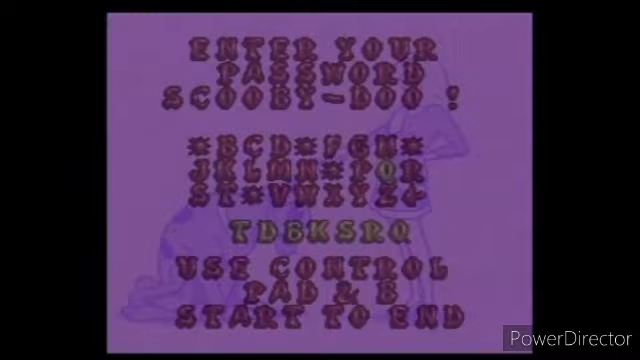 ENTER YOUR
PASSWORD
SCOOBY-DOO !
*BCD*FGH*
JKLMN*PQR
ST*VWXYZ←
TDBKSRQ
USE CONTROL
PAD & B
START TO END
PowerDirector